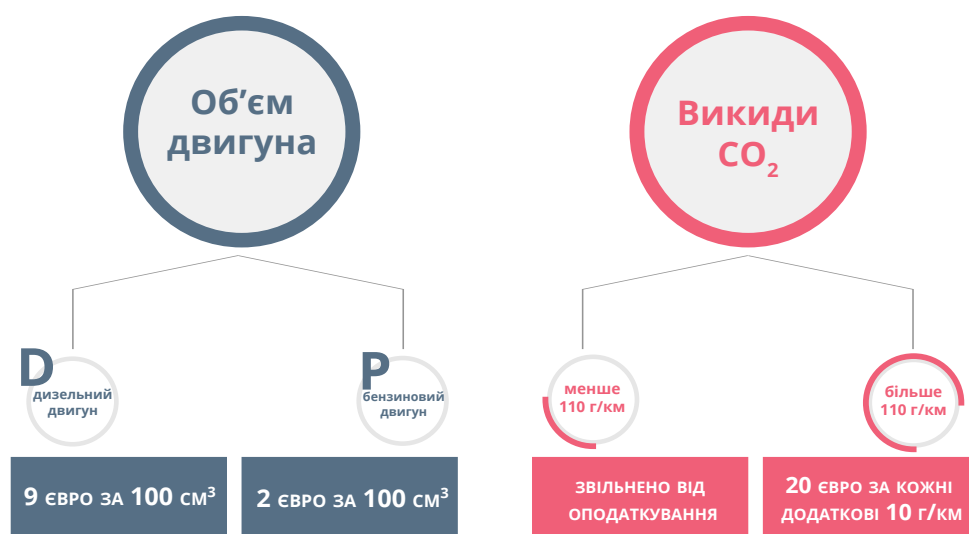 Об’єм
двигуна
D
дизельний
двигун
P
бензиновий
двигун
9 ЄВРО ЗА 100 СМ³
2 ЄВРО ЗА 100 СМ³
Викиди
CO₂
менше
110 г/км
більше
110 г/км
ЗВІЛЬНЕНО ВІД
ОПОДАТКУВАННЯ
20 ЄВРО ЗА КОЖНІ
ДОДАТКОВІ 10 Г/КМ